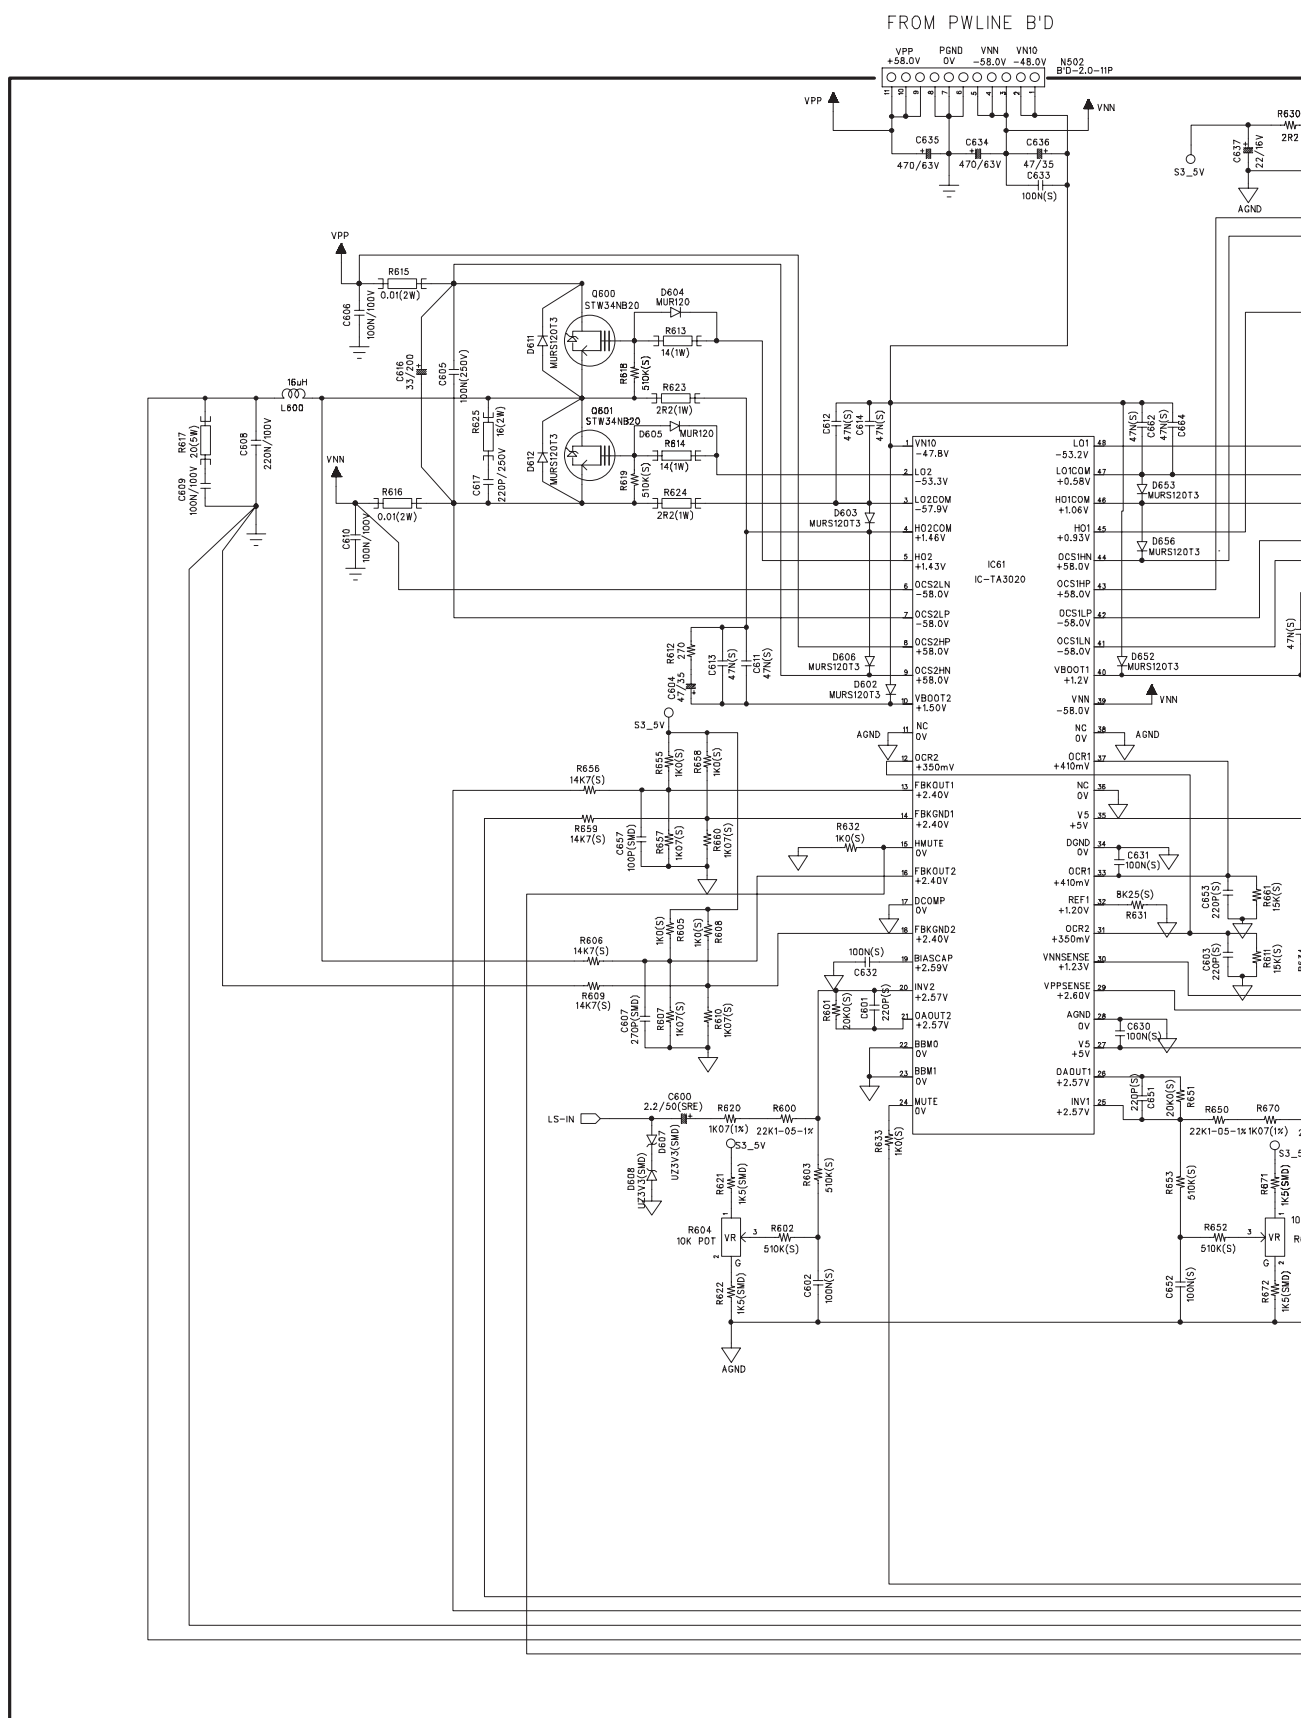 FROM PWLINE B'D
VPP
+58.0V
PGND
0V
VNN
-58.0V
VN10
-48.0V
N502
B'D-2.0-11P
11
10
9
8
7
6
5
4
3
2
1
VPP
VNN
C635
470/63V
C634
470/63V
C636
47/35
C633
100N(S)
S3_5V
C637
22/16V
R630
2R2
AGND
VPP
R615
0.01(2W)
C606
100N/100V
C616
33/200
C605
100N(250V)
D611
MURS120T3
Q600
STW34NB20
D604
MUR120
R613
14(1W)
R618
510K(S)
R623
2R2(1W)
16uH
L600
R617
20(5W)
C609
100N/100V
C608
220N/100V
R625
16(2W)
C617
220P/250V
D612
MURS120T3
Q601
STW34NB20
D605
MUR120
R614
14(1W)
R619
510K(S)
R624
2R2(1W)
VNN
R616
0.01(2W)
C610
100N/100V
C612
47N(S)
C614
47N(S)
47N(S)
C662
47N(S)
C664
D603
MURS120T3
D653
MURS120T3
D656
MURS120T3
IC61
IC-TA3020
1 VN10
-47.8V
2 LO2
-53.3V
3 LO2COM
-57.9V
4 HO2COM
+1.46V
5 HO2
+1.43V
6 OCS2LN
-58.0V
7 OCS2LP
-58.0V
8 OCS2HP
+58.0V
9 OCS2HN
+58.0V
10 VBOOT2
+1.50V
11 NC
0V
12 OCR2
+350mV
13 FBKOUT1
+2.40V
14 FBKGND1
+2.40V
15 HMUTE
0V
16 FBKOUT2
+2.40V
17 DCOMP
0V
18 FBKGND2
+2.40V
19 BIASCAP
+2.59V
20 INV2
+2.57V
21 OAOUT2
+2.57V
22 BBM0
0V
23 BBM1
0V
24 MUTE
0V
LO1 48
-53.2V
LO1COM 47
+0.58V
HO1COM 46
+1.06V
HO1 45
+0.93V
OCS1HN 44
+58.0V
OCS1HP 43
+58.0V
OCS1LP 42
-58.0V
OCS1LN 41
-58.0V
VBOOT1 40
+1.2V
VNN 39
-58.0V
NC 38
0V
OCR1 37
+410mV
NC 36
0V
V5 35
+5V
DGND 34
0V
OCR1 33
+410mV
REF1 32
+1.20V
OCR2 31
+350mV
VNNSENSE 30
+1.23V
VPPSENSE 29
+2.60V
AGND 28
0V
V5 27
+5V
OAOUT1 26
+2.57V
INV1 25
+2.57V
R612
270
C604
47/35
C613
47N(S)
C611
47N(S)
D606
MURS120T3
D602
MURS120T3
D652
MURS120T3
47N(S)
VNN
AGND
AGND
S3_5V
R655
1K0(S)
R658
1K0(S)
R656
14K7(S)
R659
14K7(S)
C657
100P(SMD)
R657
1K07(S)
R660
1K07(S)
R632
1K0(S)
C631
100N(S)
8K25(S)
R631
C653
220P(S)
R661
15K(S)
1K0(S)
R605
1K0(S)
R608
R606
14K7(S)
R609
14K7(S)
C607
270P(SMD)
R607
1K07(S)
R610
1K07(S)
100N(S)
C632
C603
220P(S)
R611
15K(S)
R601
20K0(S)
C601
220P(S)
C630
100N(S)
220P(S)
C651
20K0(S)
R651
LS-IN
C600
2.2/50(SRE)
R620
1K07(1%)
R600
22K1-05-1%
D607
UZ3V3(SMD)
D608
UZ3V3(SMD)
S3_5V
R621
1K5(SMD)
R604
10K POT
VR
1
2
3
G
R602
510K(S)
R603
510K(S)
R622
1K5(SMD)
C602
100N(S)
AGND
R633
1K0(S)
R650
22K1-05-1%
R670
1K07(1%)
R653
510K(S)
R671
1K5(SMD)
R652
510K(S)
VR
1
2
3
G
10
C652
100N(S)
R672
1K5(SMD)